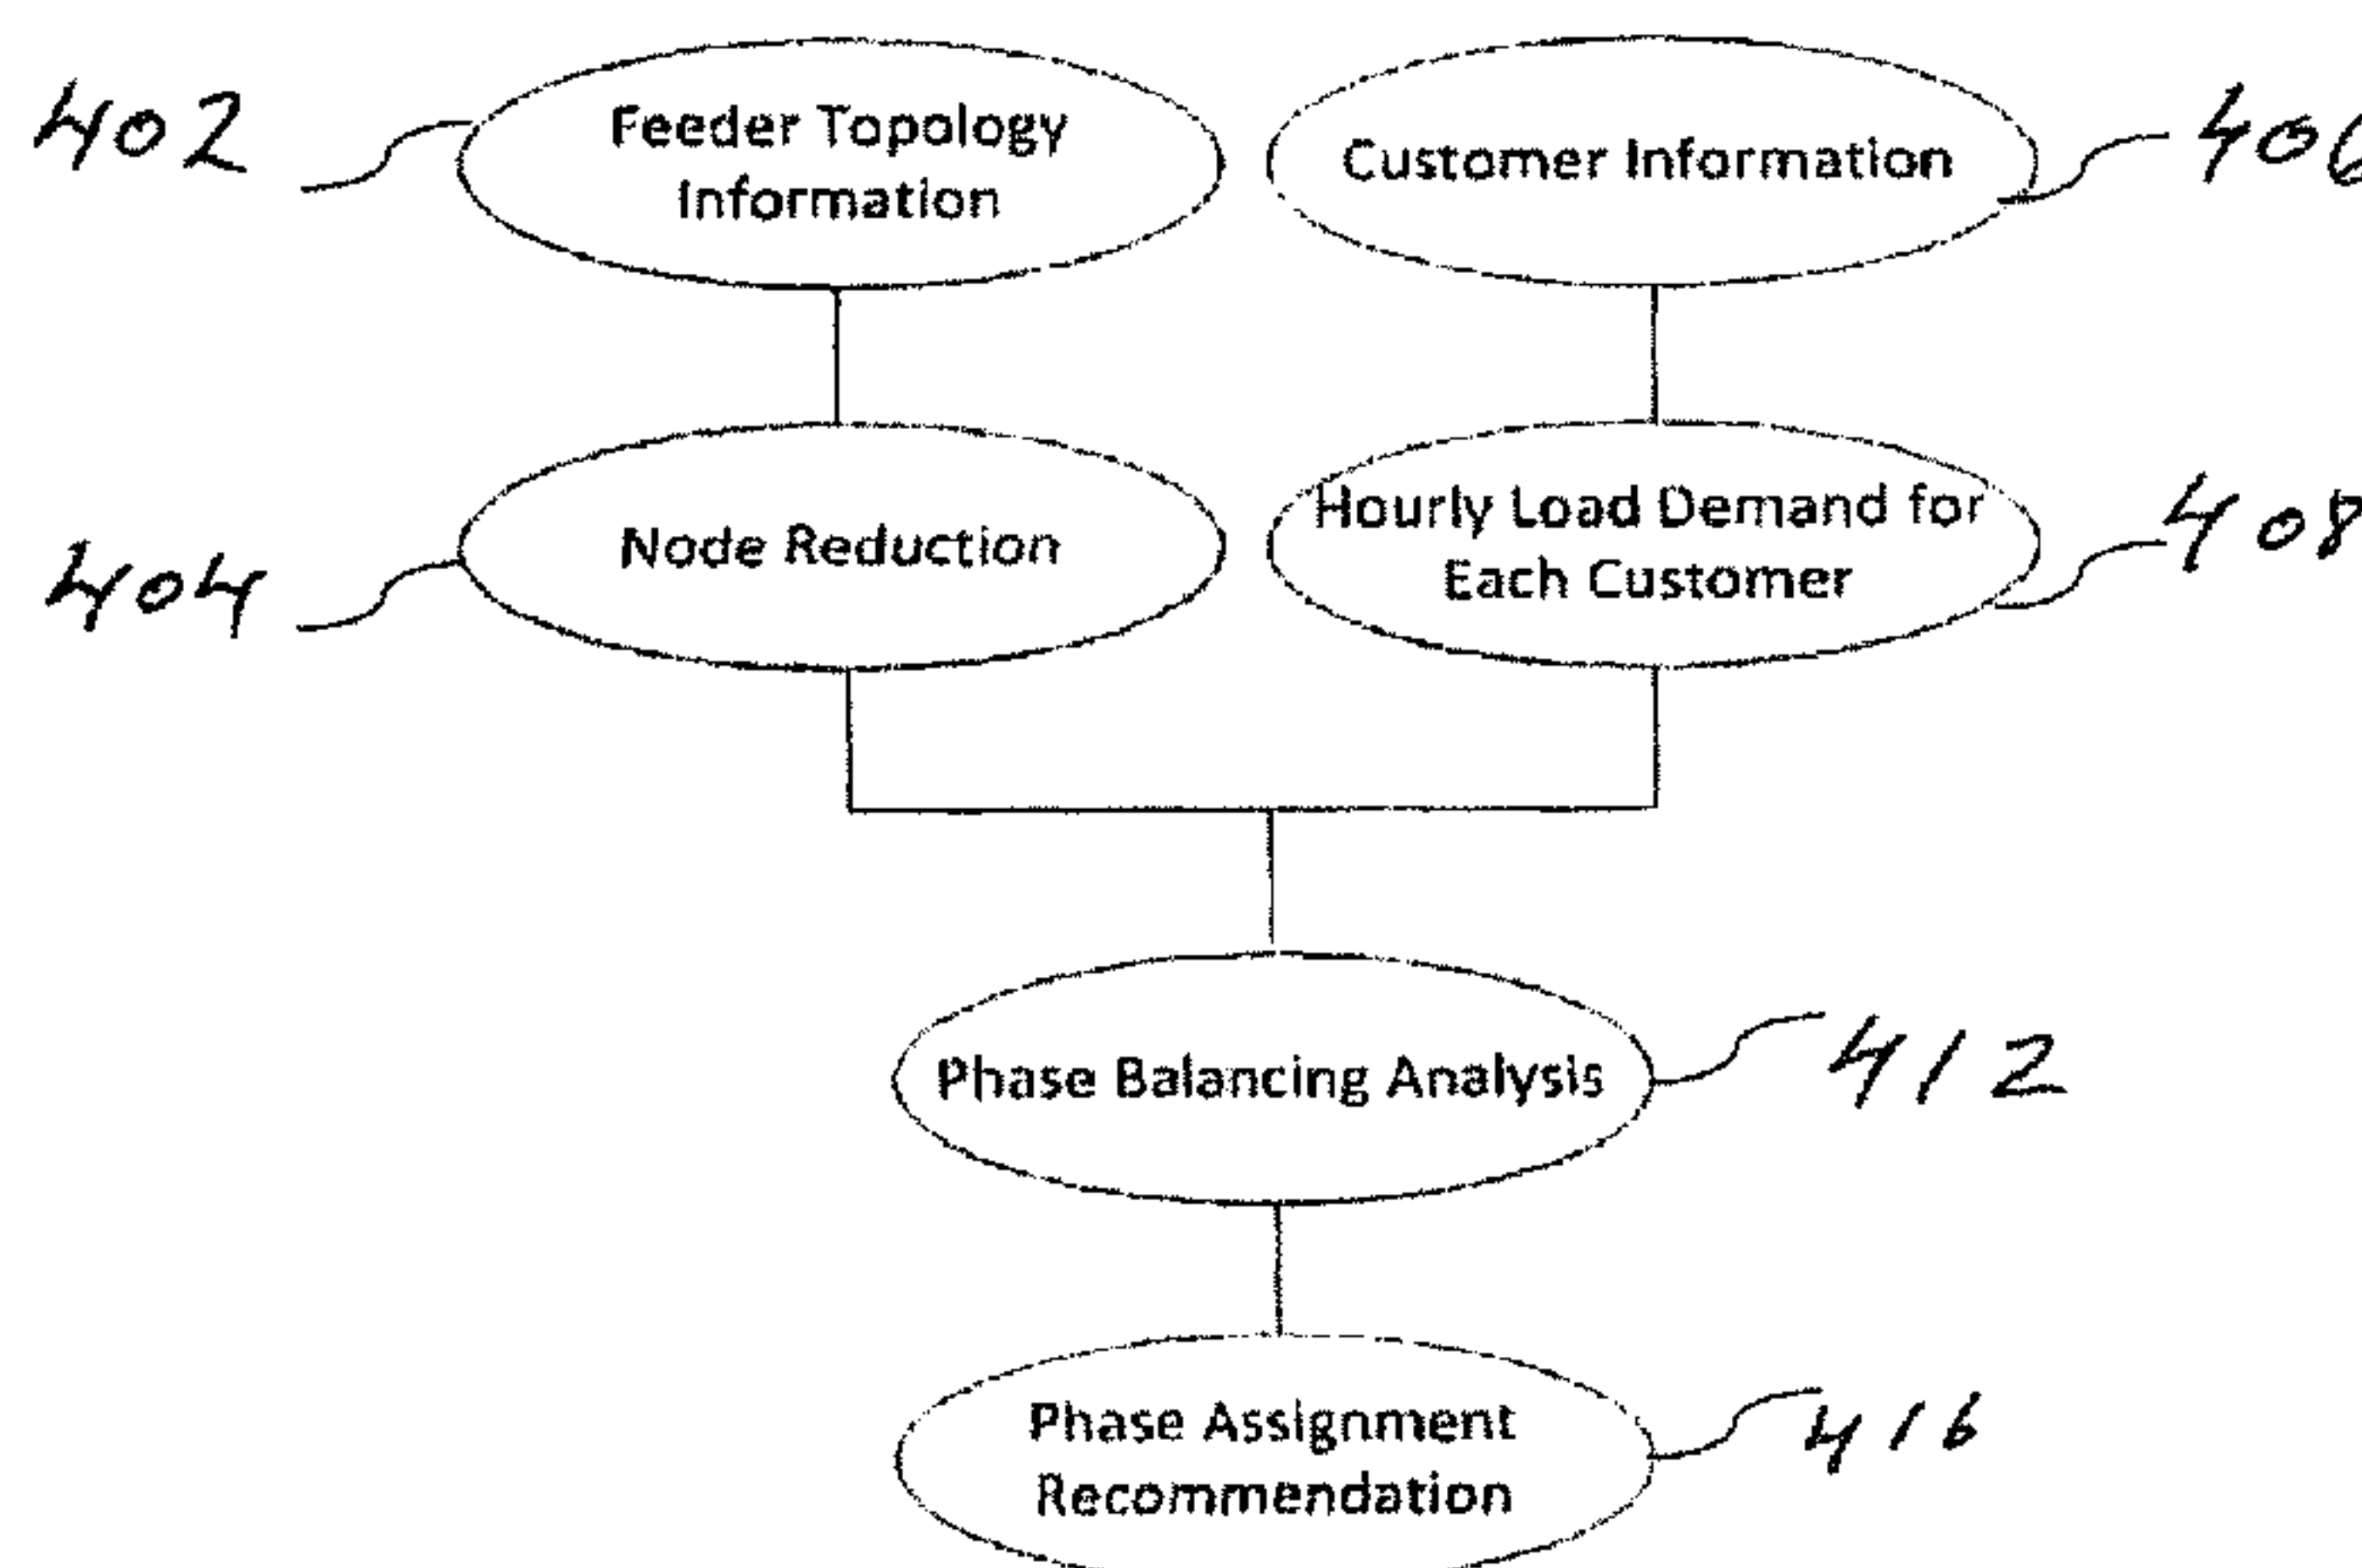 402
Feeder Topology
Information
Customer Information
406
404
Node Reduction
Hourly Load Demand for
Each Customer
408
Phase Balancing Analysis
412
Phase Assignment
Recommendation
416